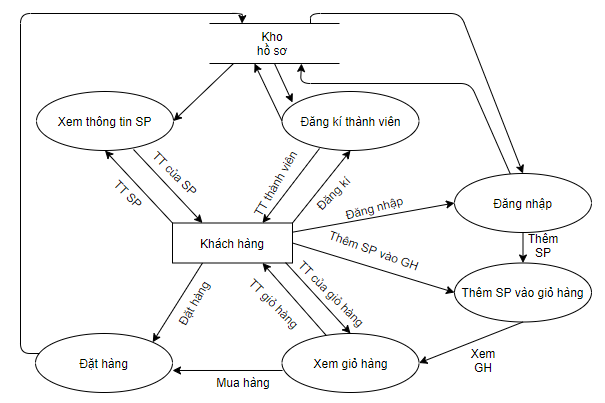 Kho
hồ sơ
Xem thông tin SP
Đăng kí thành viên
TT SP
TT của SP
TT thành viên
Đăng kí
Đăng nhập
Đăng nhập
Khách hàng
Thêm SP vào GH
Thêm
SP
Thêm SP vào giỏ hàng
Đặt hàng
TT giỏ hàng
TT của giỏ hàng
Đặt hàng
Mua hàng
Xem giỏ hàng
Xem
GH